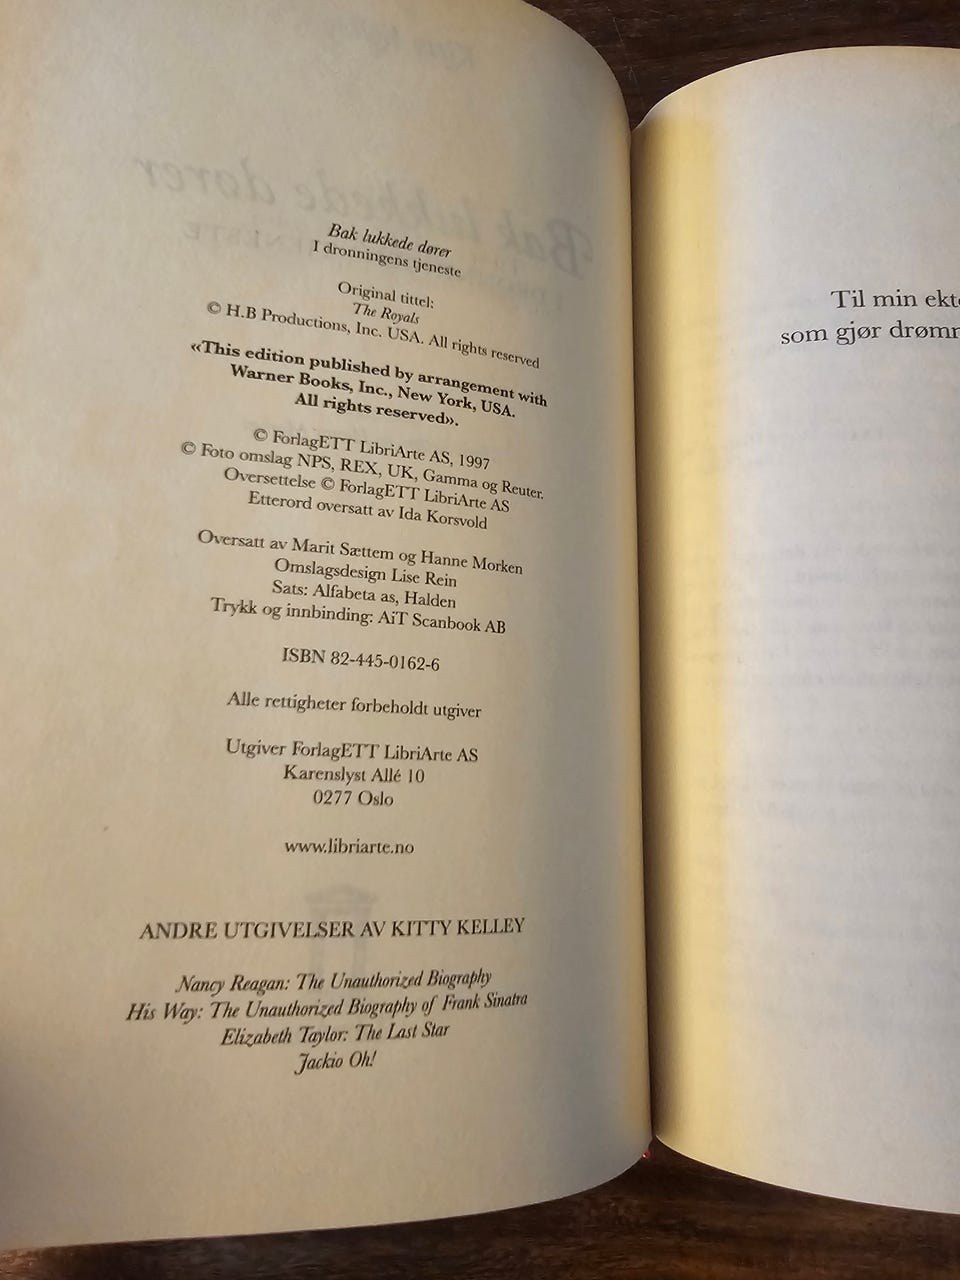 Bak lukkede dører
I dronningens tjeneste
Original tittel:
The Royals
© H.B Productions, Inc. USA. All rights reserved
«This edition published by arrangement with
Warner Books, Inc., New York, USA.
All rights reserved».
© ForlagETT LibriArte AS, 1997
© Foto omslag NPS, REX, UK, Gamma og Reuter.
Oversettelse © ForlagETT LibriArte AS
Etterord oversatt av Ida Korsvold
Oversatt av Marit Sættem og Hanne Morken
Omslagsdesign Lise Rein
Sats: Alfabeta as, Halden
Trykk og innbinding: AiT Scanbook AB
ISBN 82-445-0162-6
Alle rettigheter forbeholdt utgiver
Utgiver ForlagETT LibriArte AS
Karenslyst Allé 10
0277 Oslo
www.libriarte.no
ANDRE UTGIVELSER AV KITTY KELLEY
Nancy Reagan: The Unauthorized Biography
His Way: The Unauthorized Biography of Frank Sinatra
Elizabeth Taylor: The Last Star
Jackio Oh!
Til min ekt
som gjør drømm